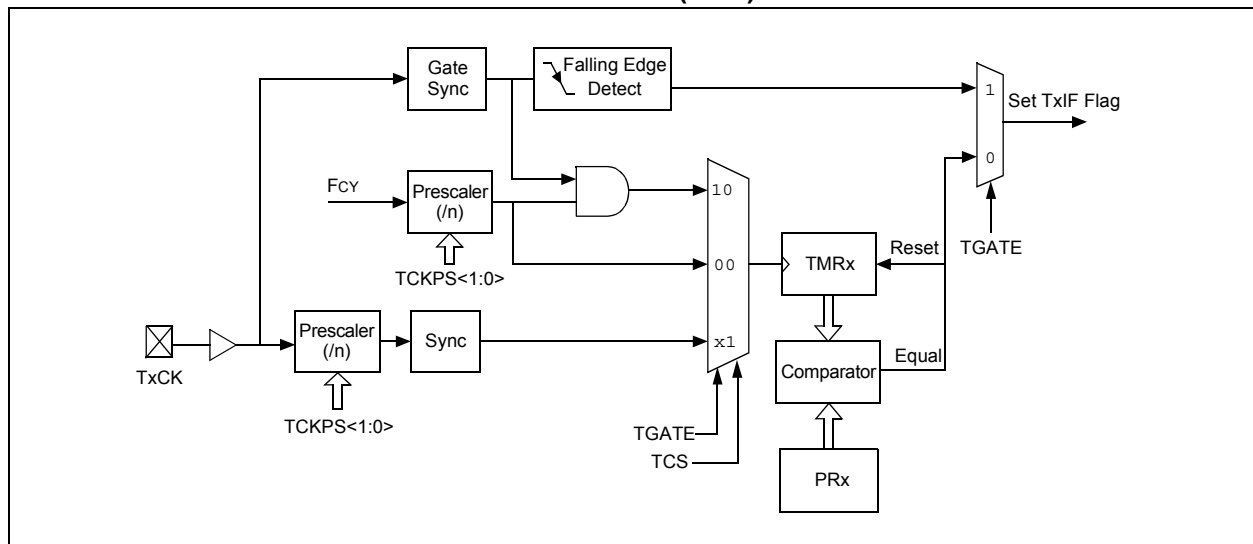 Gate
Sync
Falling Edge
Detect
1
Set TxIF Flag
0
FCY
Prescaler
(/n)
10
TGATE
TCKPS<1:0>
00
TMRx
Reset
Prescaler
(/n)
Sync
x1
TxCK
Comparator
Equal
TCKPS<1:0>
TGATE
TCS
PRx